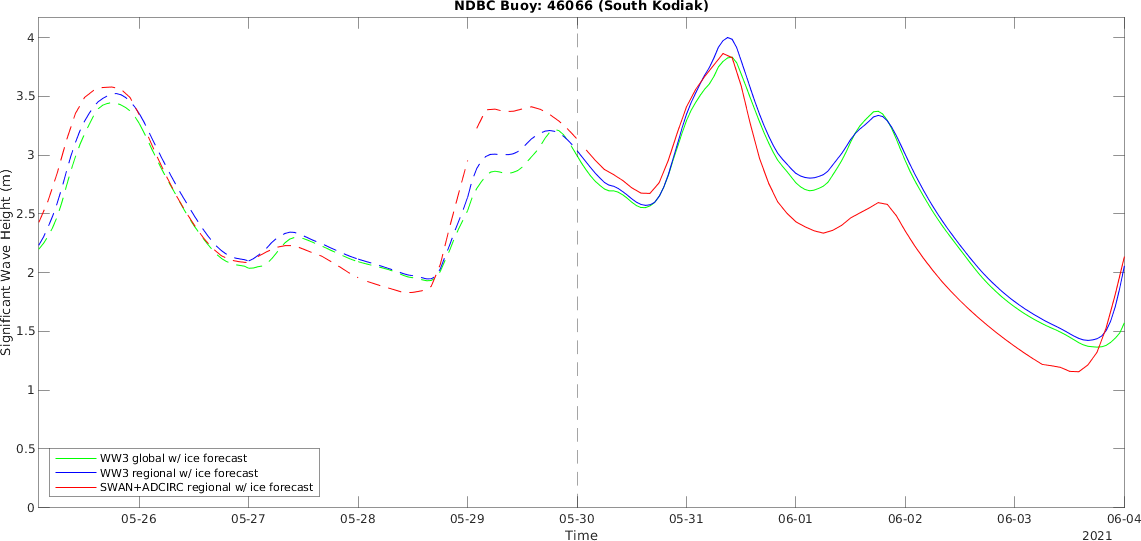 NDBC Buoy: 46066 (South Kodiak)
Significant Wave Height (m)
4
3.5
3
2.5
2
1.5
1
0.5
0
WW3 global w/ ice forecast
WW3 regional w/ ice forecast
SWAN+ADCIRC regional w/ ice forecast
05-26 05-27 05-28 05-29 05-30 05-31 06-01 06-02 06-03 06-04
Time
2021